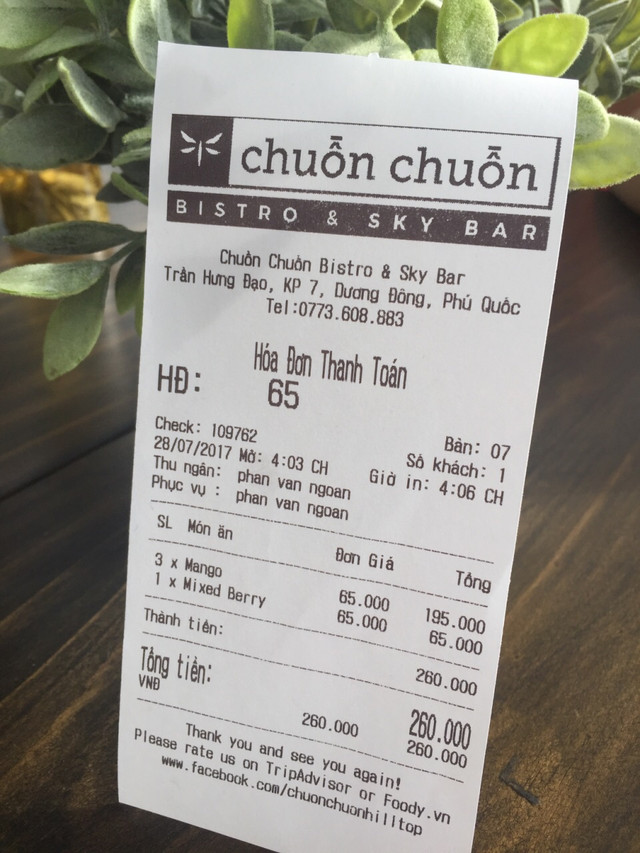 chuồn chuồn
BISTRO & SKY BAR
Chuồn Chuồn Bistro & Sky Bar
Trần Hưng Đạo, KP 7, Dương Đông, Phú Quốc
Tel:0773.608.883
Hóa Đơn Thanh Toán
HĐ: 65
Check: 109762 Bàn: 07
28/07/2017 Mở: 4:03 CH Số khách: 1
Thu ngân: phan van ngoan Giờ in: 4:06 CH
Phục vụ : phan van ngoan
SL Món ăn Đơn Giá Tổng
3 x Mango 65.000 195.000
1 x Mixed Berry 65.000 65.000
Thành tiền: 260.000
Tổng tiền: 260.000
VNĐ 260.000 260.000
Thank you and see you again!
Please rate us on TripAdvisor or Foody.vn
www.facebook.com/chuonchuonhilltop